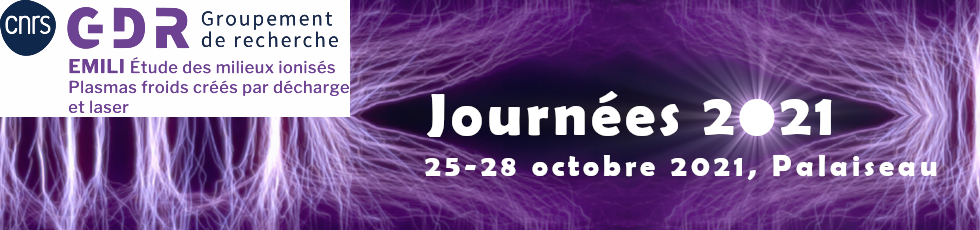 cnrs
GDR
Groupement
de recherche
EMILI Étude des milieux ionisés
Plasmas froids créés par décharge
et laser
Journées 2021
25-28 octobre 2021, Palaiseau